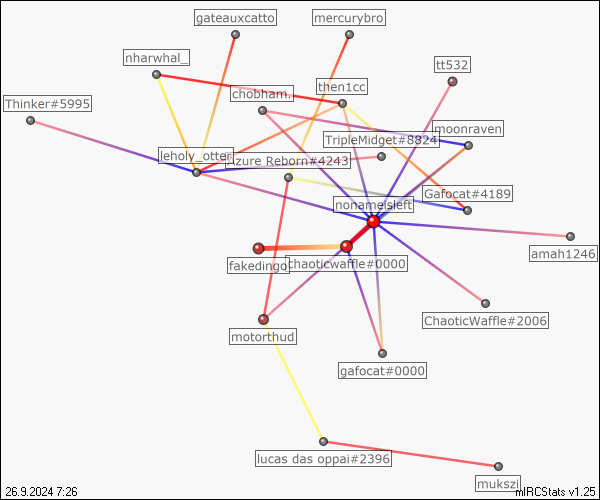 gateauxcatto
mercurybro
nharwhal_
tt532
then1cc
chobham.
Thinker#5995
moonraven
TripleMidget#8824
leholy_otter
Azure Reborn#4243
Gafocat#4189
nonameisleft
amah1246
chaoticwaffle#0000
fakedingo
ChaoticWaffle#2006
motorthud
gafocat#0000
lucas das oppai#2396
mukszi
26.9.2024 7:26
mIRCStats v1.25